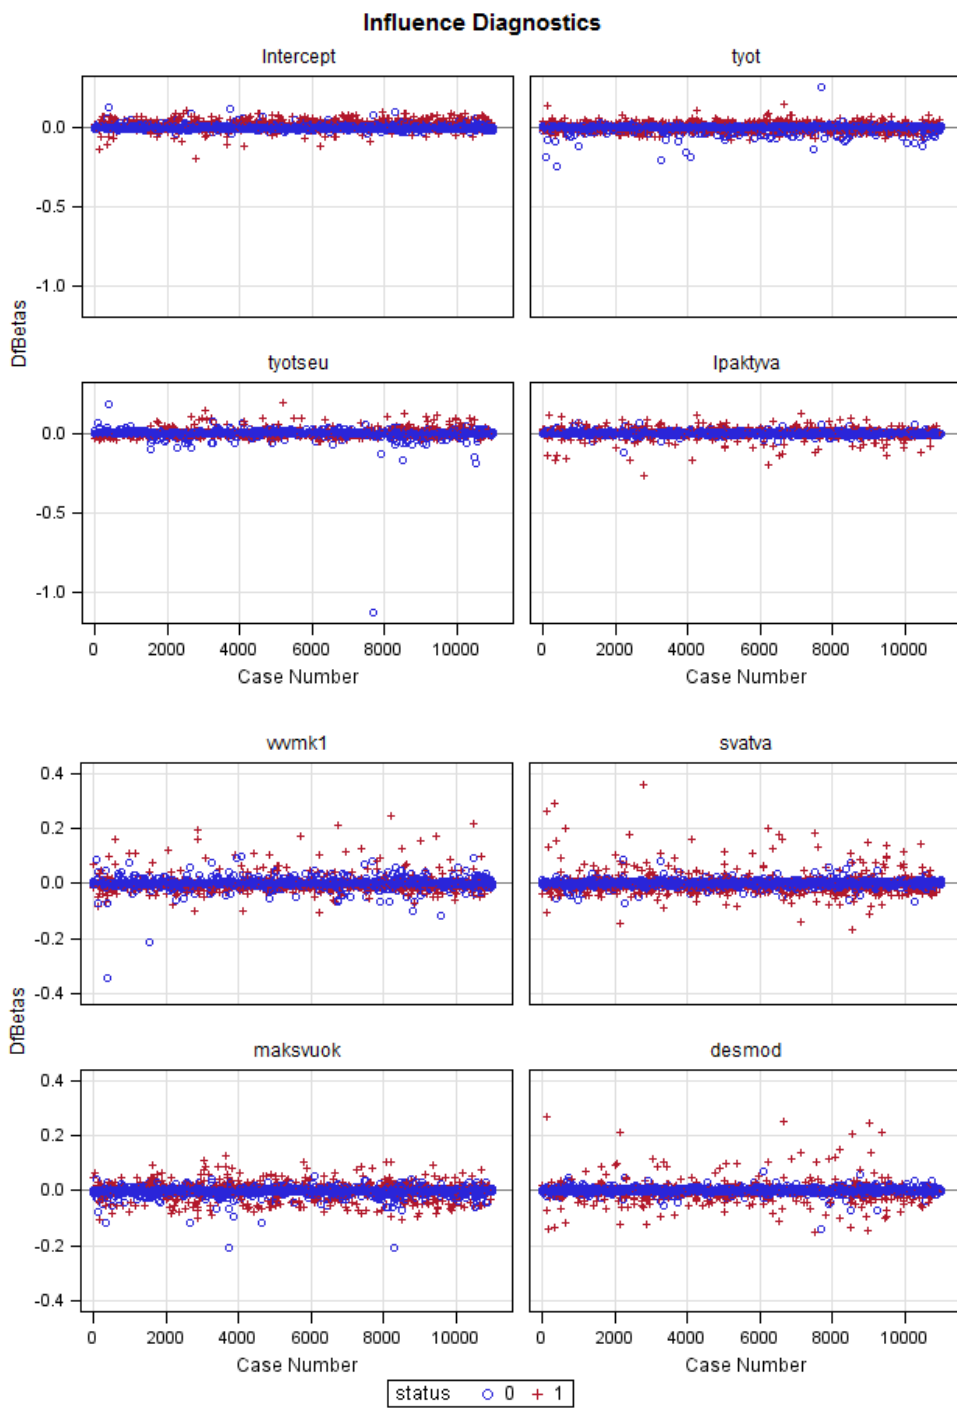 Influence Diagnostics
Intercept tyot
0.0
-0.5
-1.0
DfBetas
tyotseu lpaktyva
0.0
-0.5
-1.0
0 2000 4000 6000 8000 10000 0 2000 4000 6000 8000 10000
Case Number Case Number
vvmk1 svatva
0.4
0.2
0.0
-0.2
-0.4
DfBetas
maksvuok desmod
0.4
0.2
0.0
-0.2
-0.4
0 2000 4000 6000 8000 10000 0 2000 4000 6000 8000 10000
Case Number Case Number
status 0 1